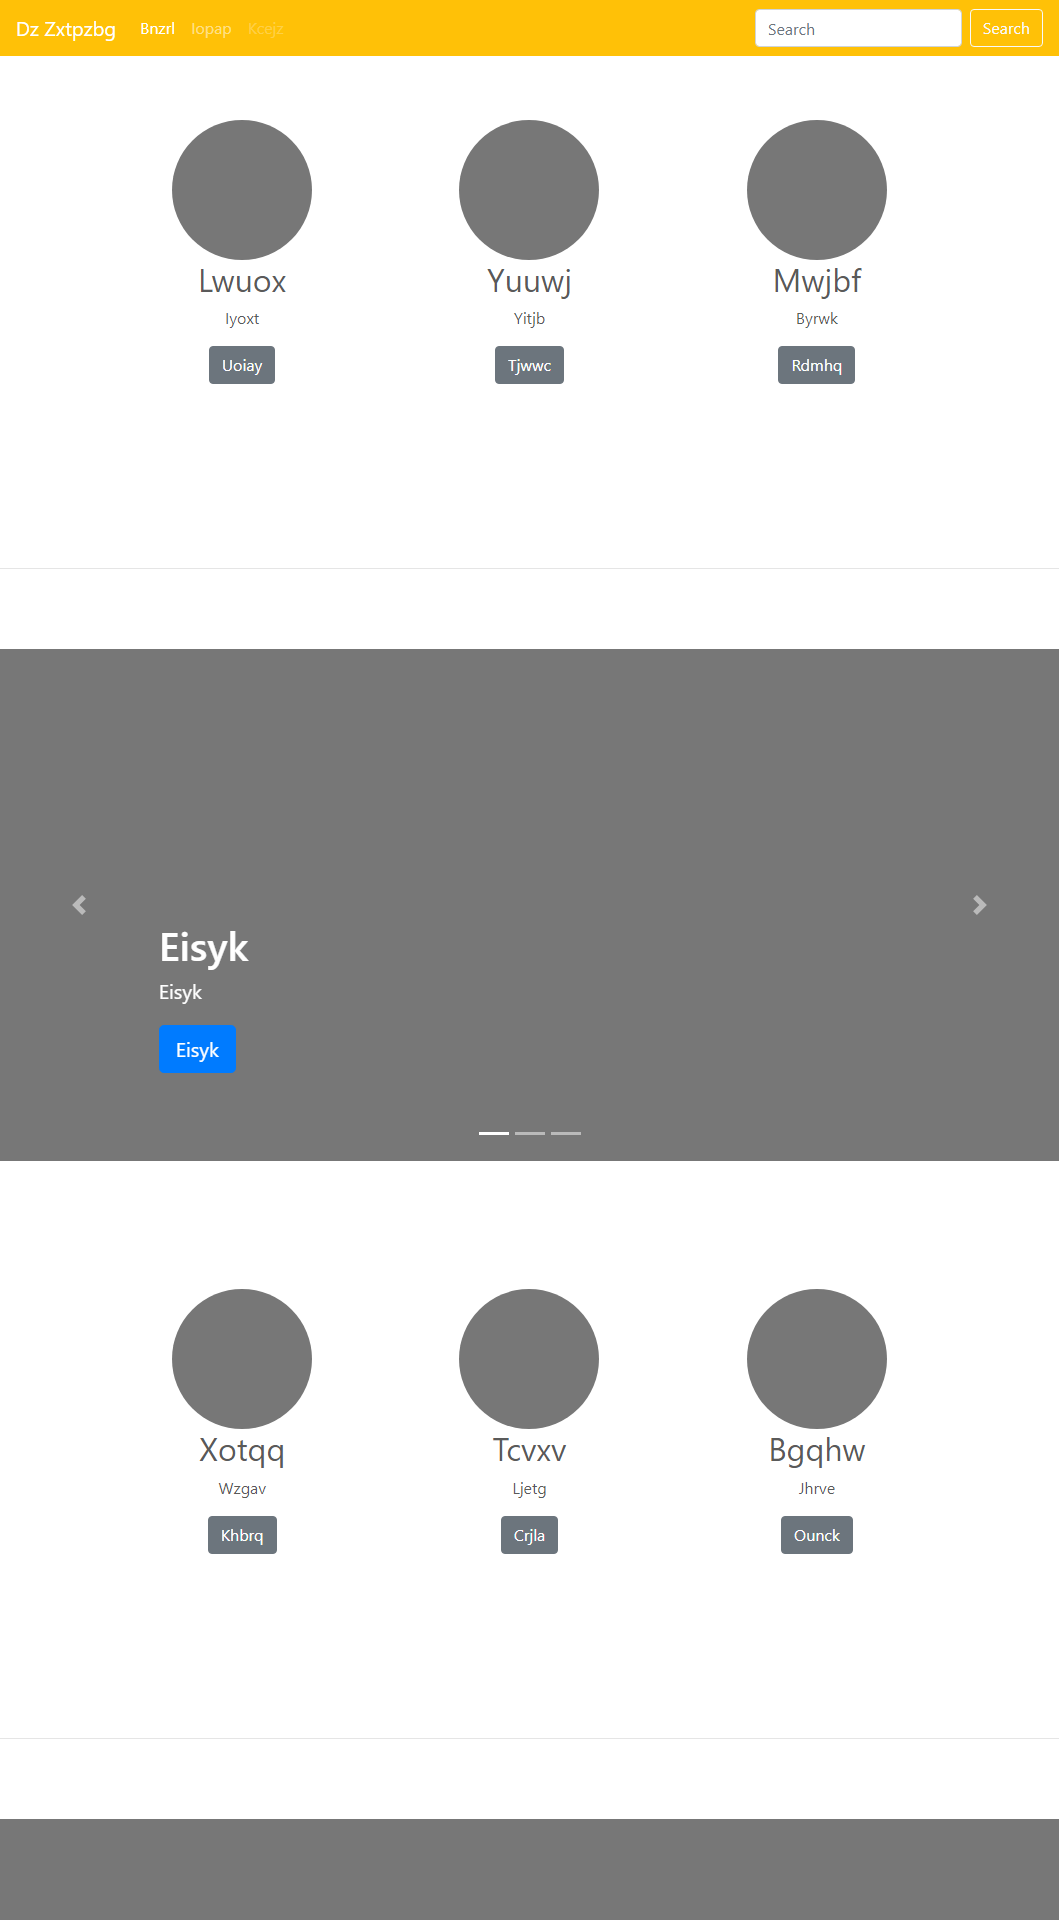 Dz Zxtpzbg Bnzrl Iopap Kcejz Search Search
Lwuox Yuuwj Mwjbf
Iyoxt Yitjb Byrwk
Uoiay Tjwwc Rdmhq
Eisyk
Eisyk
Eisyk
Xotqq Tcvxv Bgqhw
Wzgav Ljetg Jhrve
Khbrq Crjla Ounck